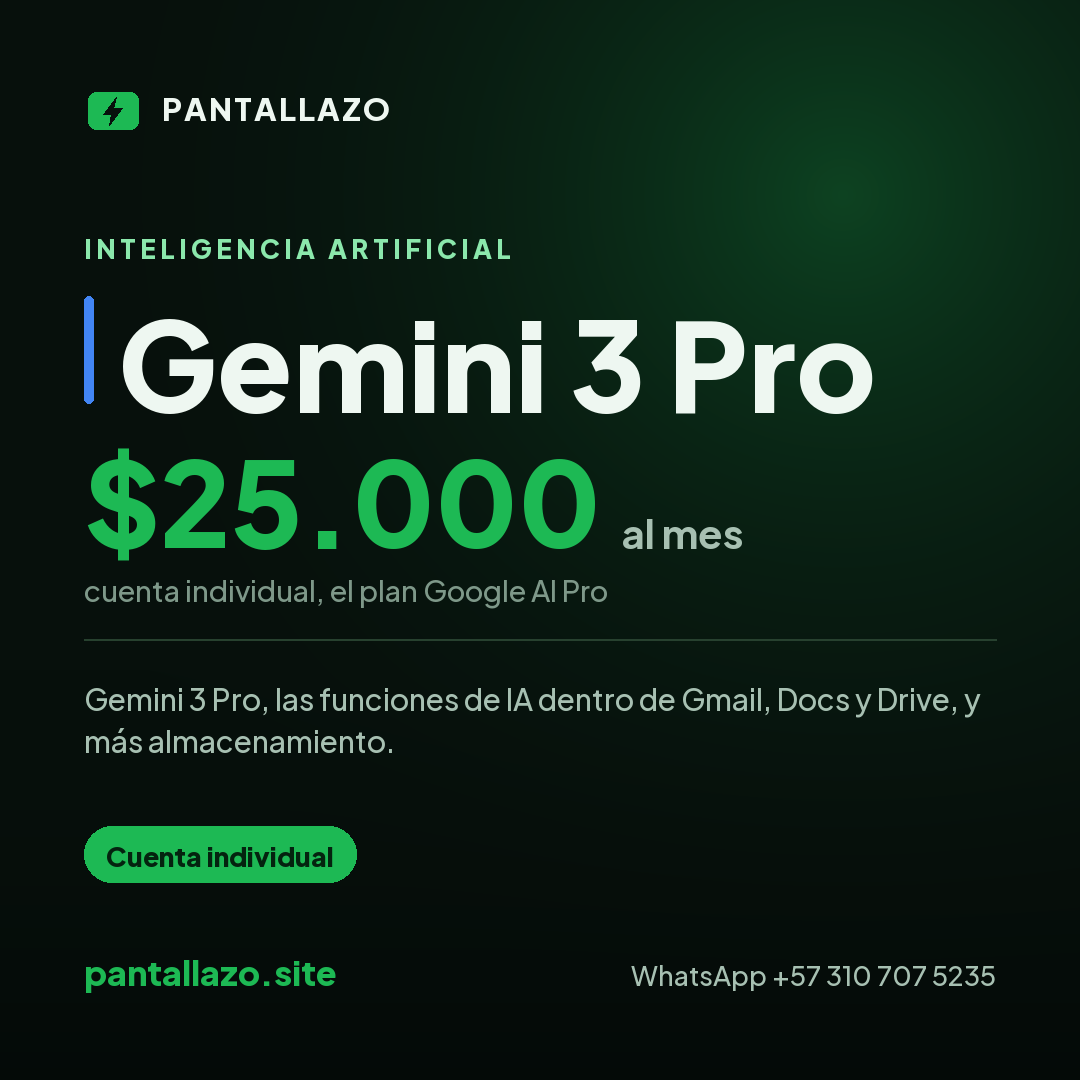 PANTALLAZO
INTELIGENCIA ARTIFICIAL
Gemini 3 Pro
$25.000 al mes
cuenta individual, el plan Google AI Pro
Gemini 3 Pro, las funciones de IA dentro de Gmail, Docs y Drive, y
más almacenamiento.
Cuenta individual
pantallazo.site
WhatsApp +57 310 707 5235